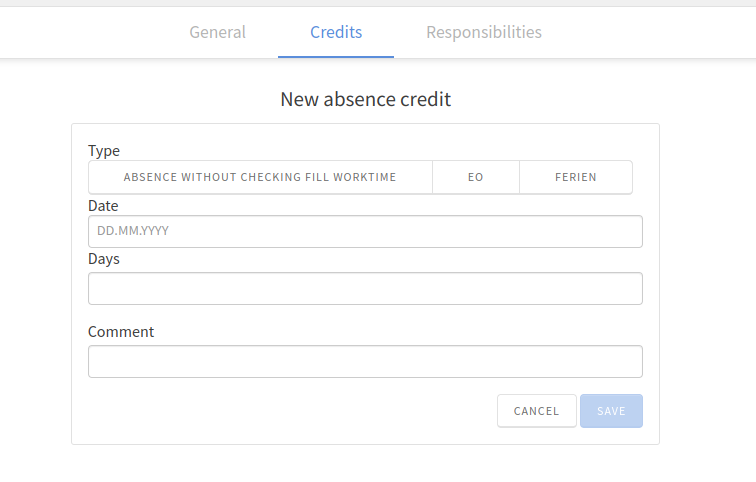 General Credits Responsibilities
New absence credit
Type
ABSENCE WITHOUT CHECKING FILL WORKTIME EO FERIEN
Date
DD.MM.YYYY
Days
Comment
CANCEL SAVE